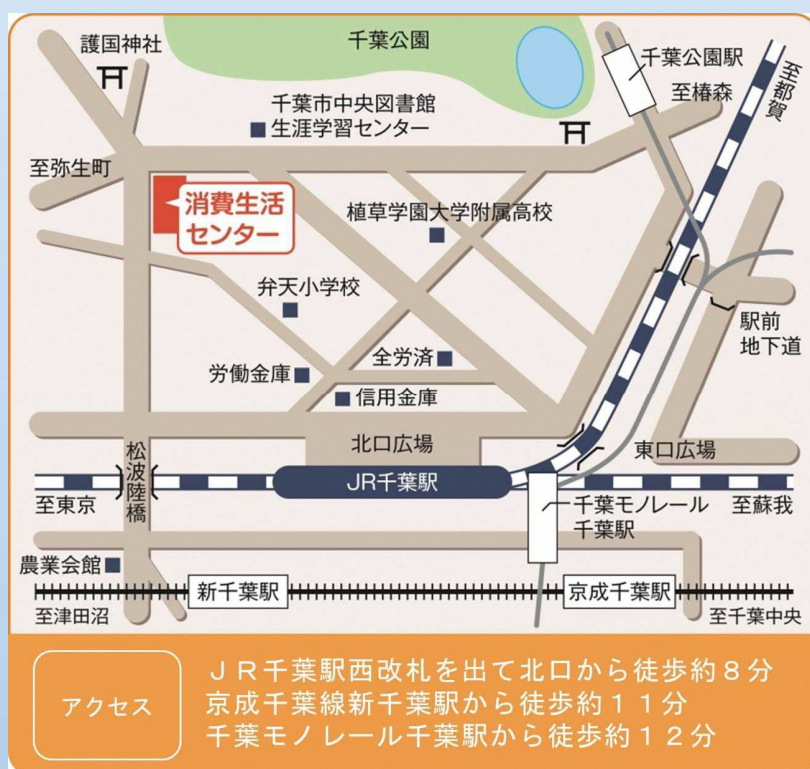 護国神社
千葉公園
千葉公園駅
至都賀
至椿森
千葉市中央図書館
生涯学習センター
至弥生町
消費生活
センター
植草学園大学附属高校
弁天小学校
駅前
地下道
労働金庫
全労済
信用金庫
北口広場
東口広場
松波陸橋
JR千葉駅
至東京
千葉モノレール
千葉駅
至蘇我
農業会館
新千葉駅
京成千葉駅
至津田沼
至千葉中央
アクセス
ＪＲ千葉駅西改札を出て北口から徒歩約８分
京成千葉線新千葉駅から徒歩約１１分
千葉モノレール千葉駅から徒歩約１２分